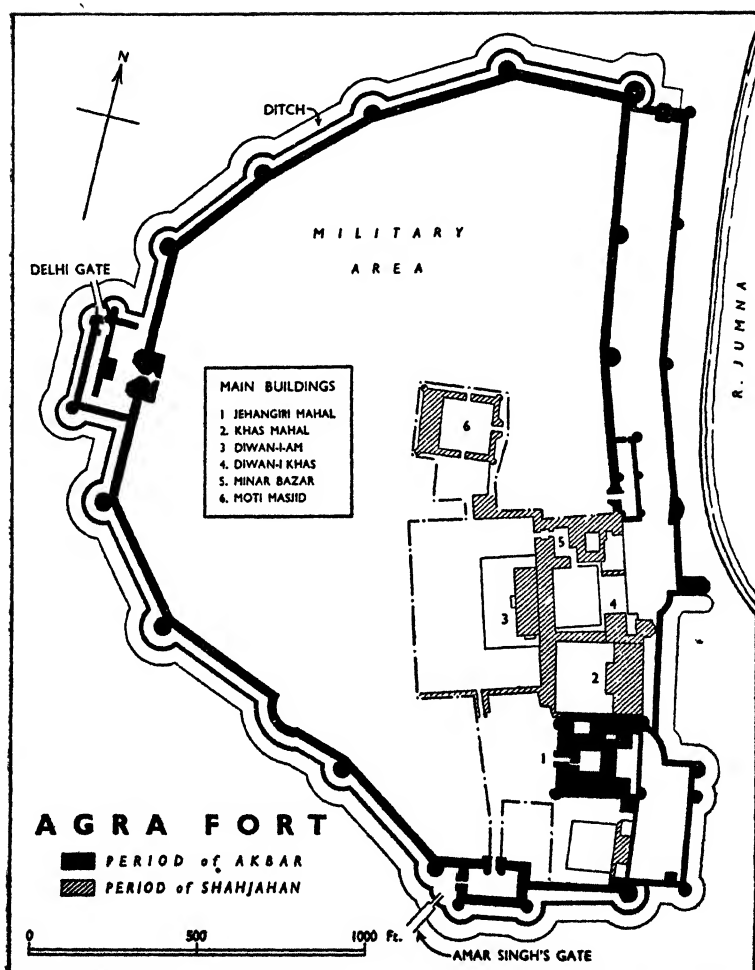 N
DITCH
MILITARY
AREA
DELHI GATE
R. JUMNA
MAIN BUILDINGS
1 JEHANGIRI MAHAL
2. KHAS MAHAL
3 DIWAN-I-AM
4. DIWAN-I KHAS
5. MINAR BAZAR
6. MOTI MASJID
6
5
4
3
2
1
AGRA FORT
PERIOD of AKBAR
PERIOD of SHAHJAHAN
0 500 1000 Ft.
AMAR SINGH'S GATE